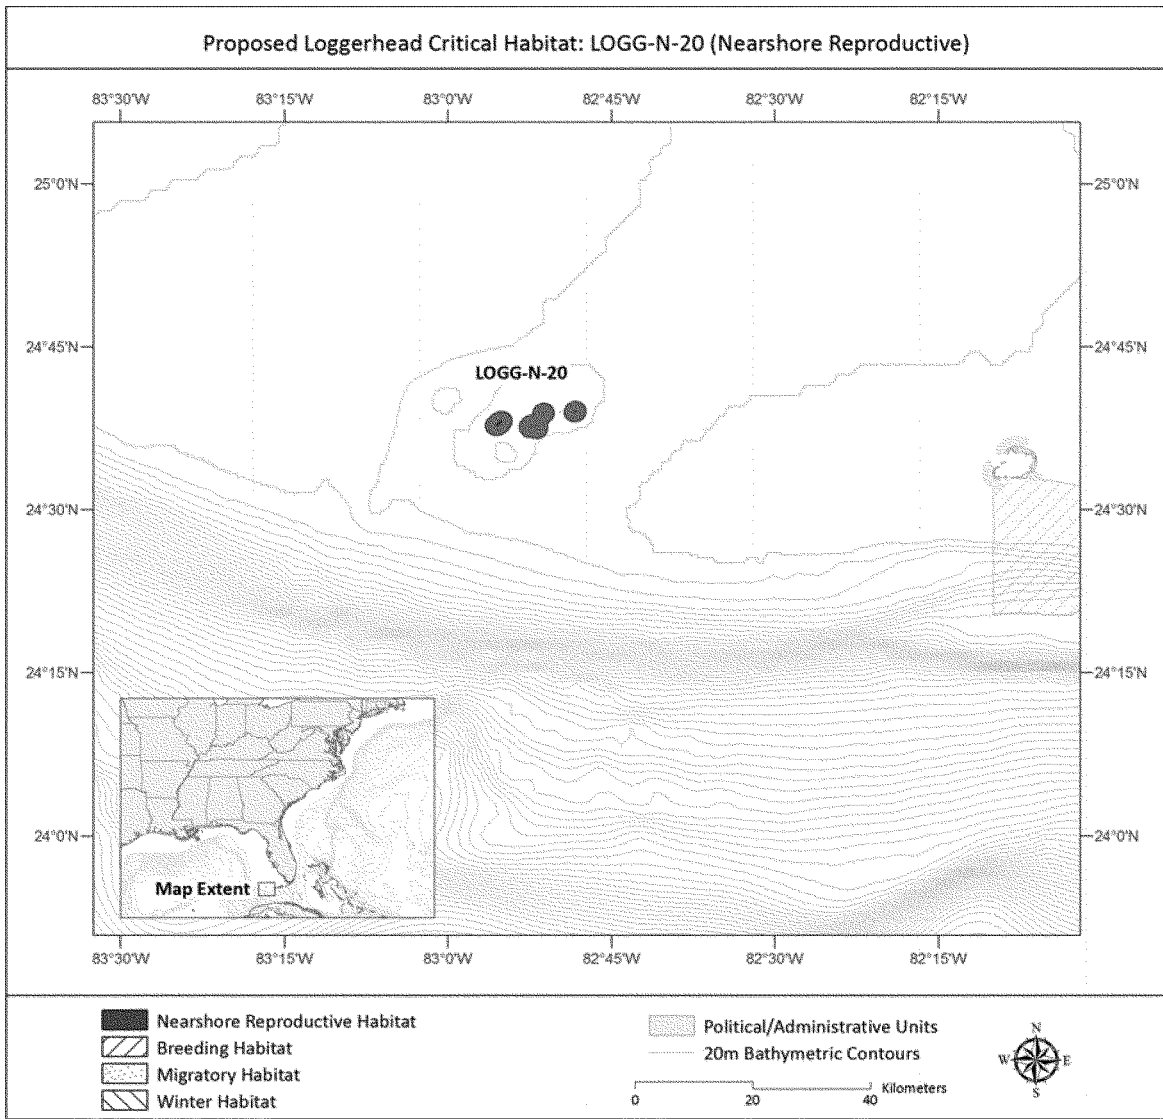 Proposed Loggerhead Critical Habitat: LOGG-N-20 (Nearshore Reproductive)
83°30'W 83°15'W 83°0'W 82°45'W 82°30'W 82°15'W
25°0'N 25°0'N
24°45'N 24°45'N
LOGG-N-20
24°30'N 24°30'N
24°15'N 24°15'N
24°0'N 24°0'N
Map Extent
83°30'W 83°15'W 83°0'W 82°45'W 82°30'W 82°15'W
Nearshore Reproductive Habitat
Breeding Habitat
Migratory Habitat
Winter Habitat
Political/Administrative Units
20m Bathymetric Contours
Kilometers
0 20 40
N
W E
S